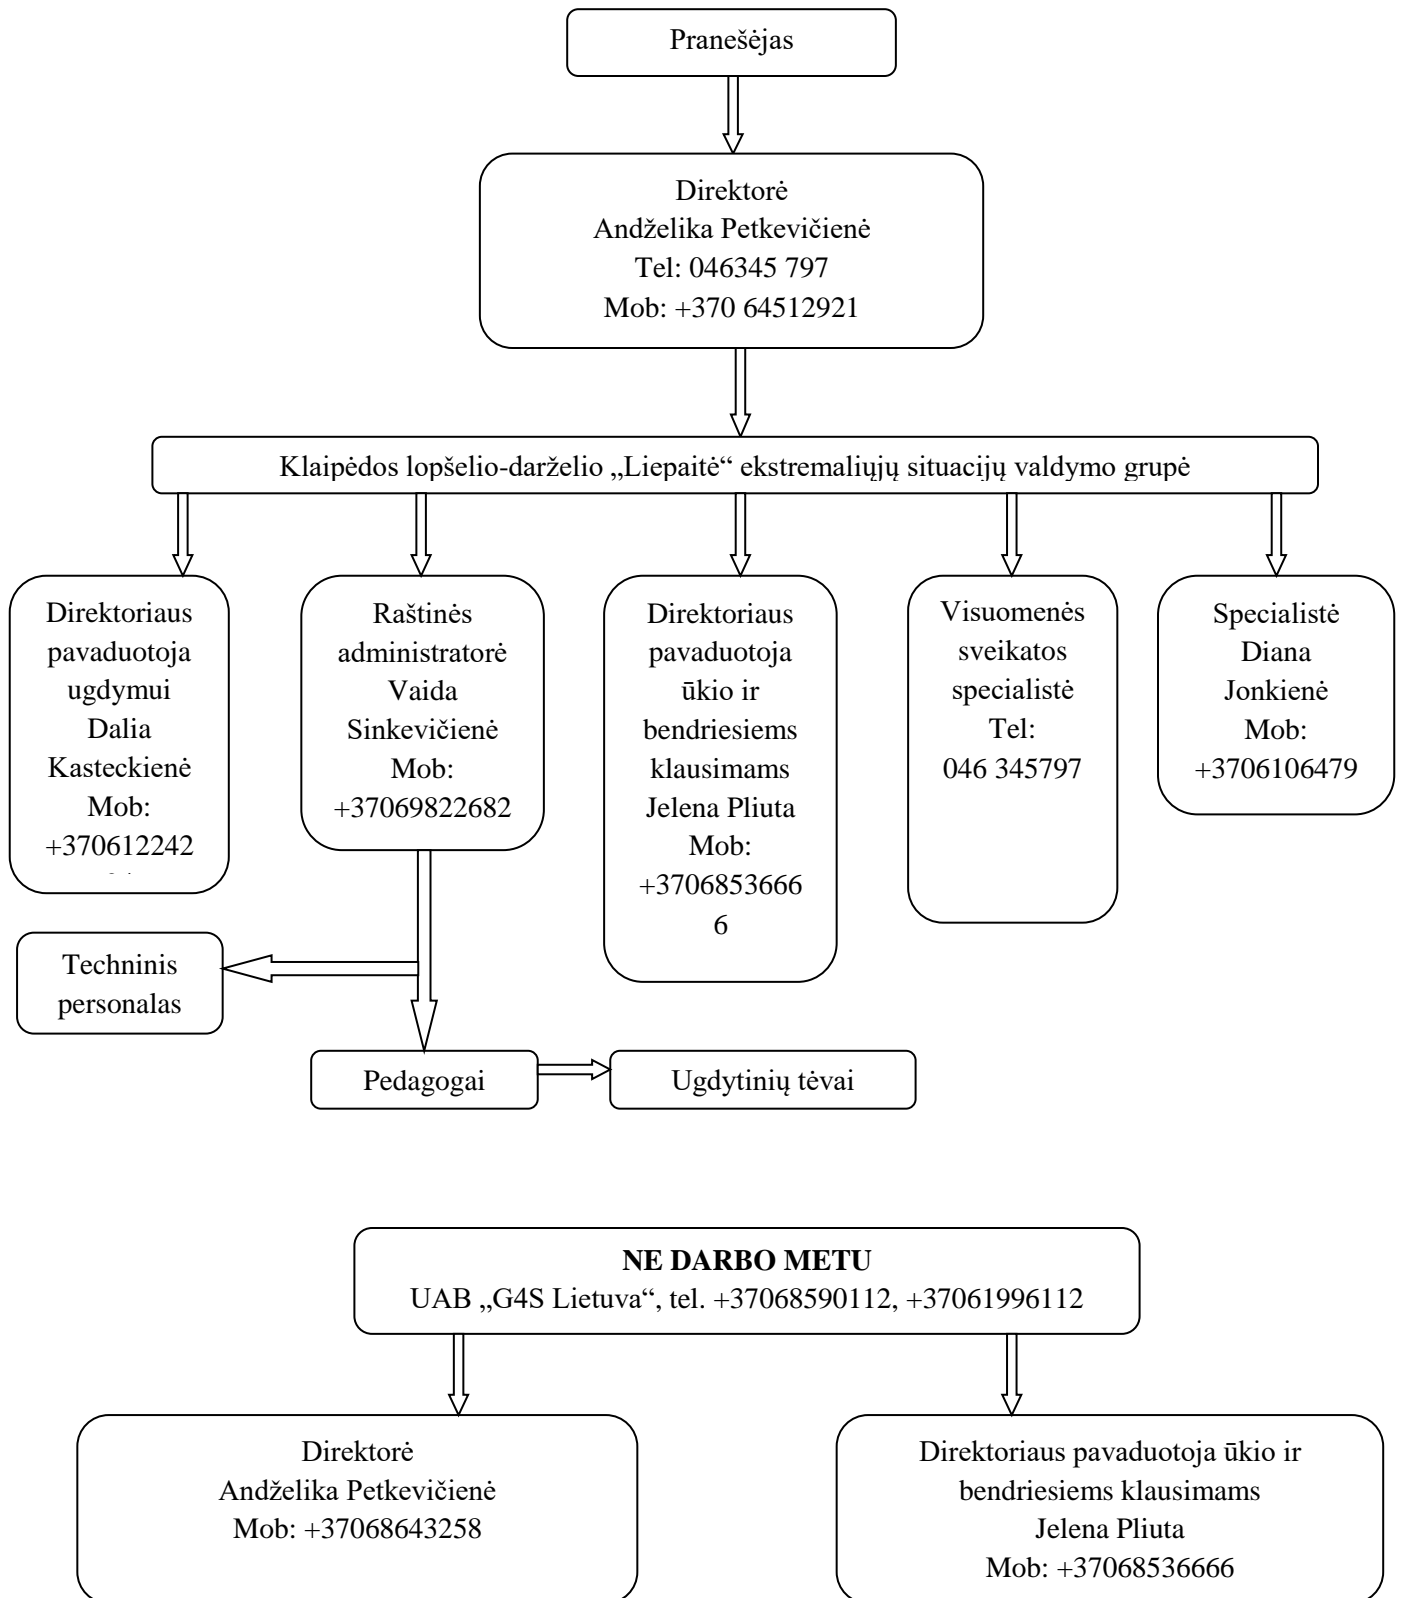 Pranešėjas
Direktorė
Andželika Petkevičienė
Tel: 046345 797
Mob: +370 64512921
Klaipėdos lopšelio-darželio „Liepaitė“ ekstremaliųjų situacijų valdymo grupė
Direktoriaus
pavaduotoja
ugdymui
Dalia
Kasteckienė
Mob:
+370612242
Raštinės
administratorė
Vaida
Sinkevičienė
Mob:
+37069822682
Direktoriaus
pavaduotoja
ūkio ir
bendriesiems
klausimams
Jelena Pliuta
Mob:
+3706853666
6
Visuomenės
sveikatos
specialistė
Tel:
046 345797
Specialistė
Diana
Jonkienė
Mob:
+3706106479
Techninis
personalas
Pedagogai
Ugdytinių tėvai
NE DARBO METU
UAB „G4S Lietuva“, tel. +37068590112, +37061996112
Direktorė
Andželika Petkevičienė
Mob: +37068643258
Direktoriaus pavaduotoja ūkio ir
bendriesiems klausimams
Jelena Pliuta
Mob: +37068536666